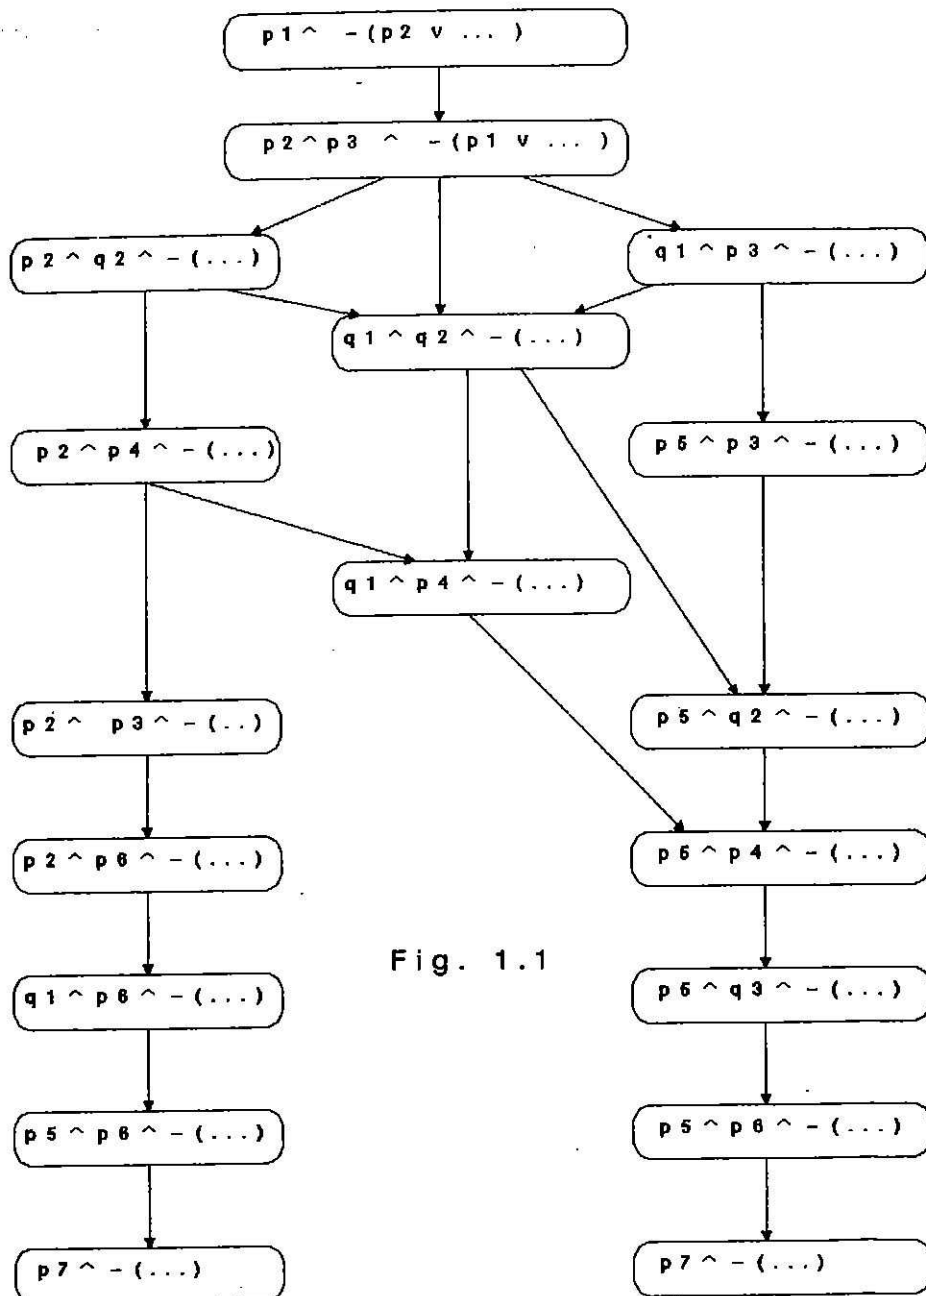 p1 ^ -(p2 v ... )
p2 ^ p3 ^ -(p1 v ... )
p2 ^ q2 ^ -(...)
q1 ^ p3 ^ -(...)
q1 ^ q2 ^ -(...)
p2 ^ p4 ^ -(...)
p5 ^ p3 ^ -(...)
q1 ^ p4 ^ -(...)
p2 ^ p3 ^ -(..)
p5 ^ q2 ^ -(...)
p2 ^ p6 ^ -(...)
p5 ^ p4 ^ -(...)
Fig. 1.1
q1 ^ p6 ^ -(...)
p5 ^ q3 ^ -(...)
p5 ^ p6 ^ -(...)
p5 ^ p6 ^ -(...)
p7 ^ -(...)
p7 ^ -(...)